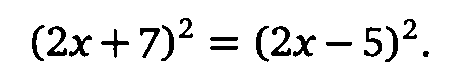 (2x+7)² = (2x−5)².